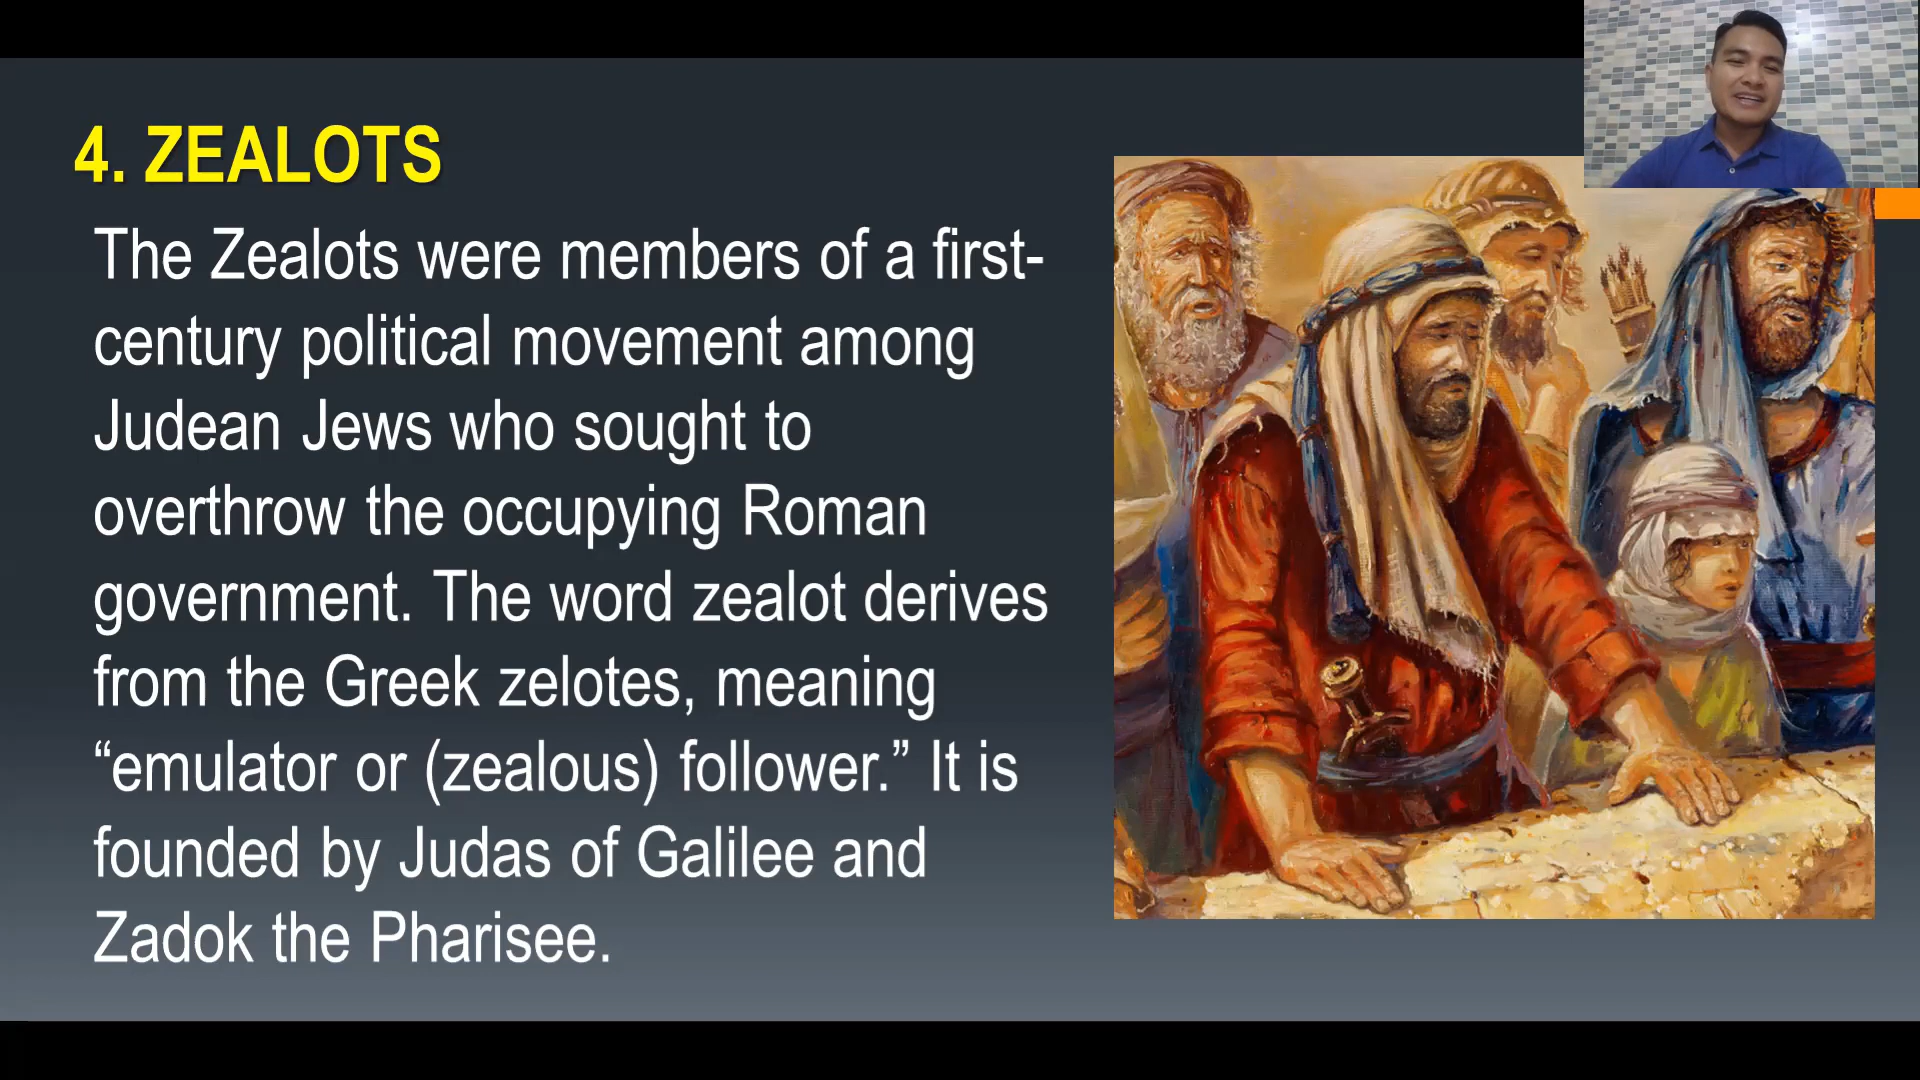 4. ZEALOTS
The Zealots were members of a first-
century political movement among
Judean Jews who sought to
overthrow the occupying Roman
government. The word zealot derives
from the Greek zelotes, meaning
“emulator or (zealous) follower.” It is
founded by Judas of Galilee and
Zadok the Pharisee.